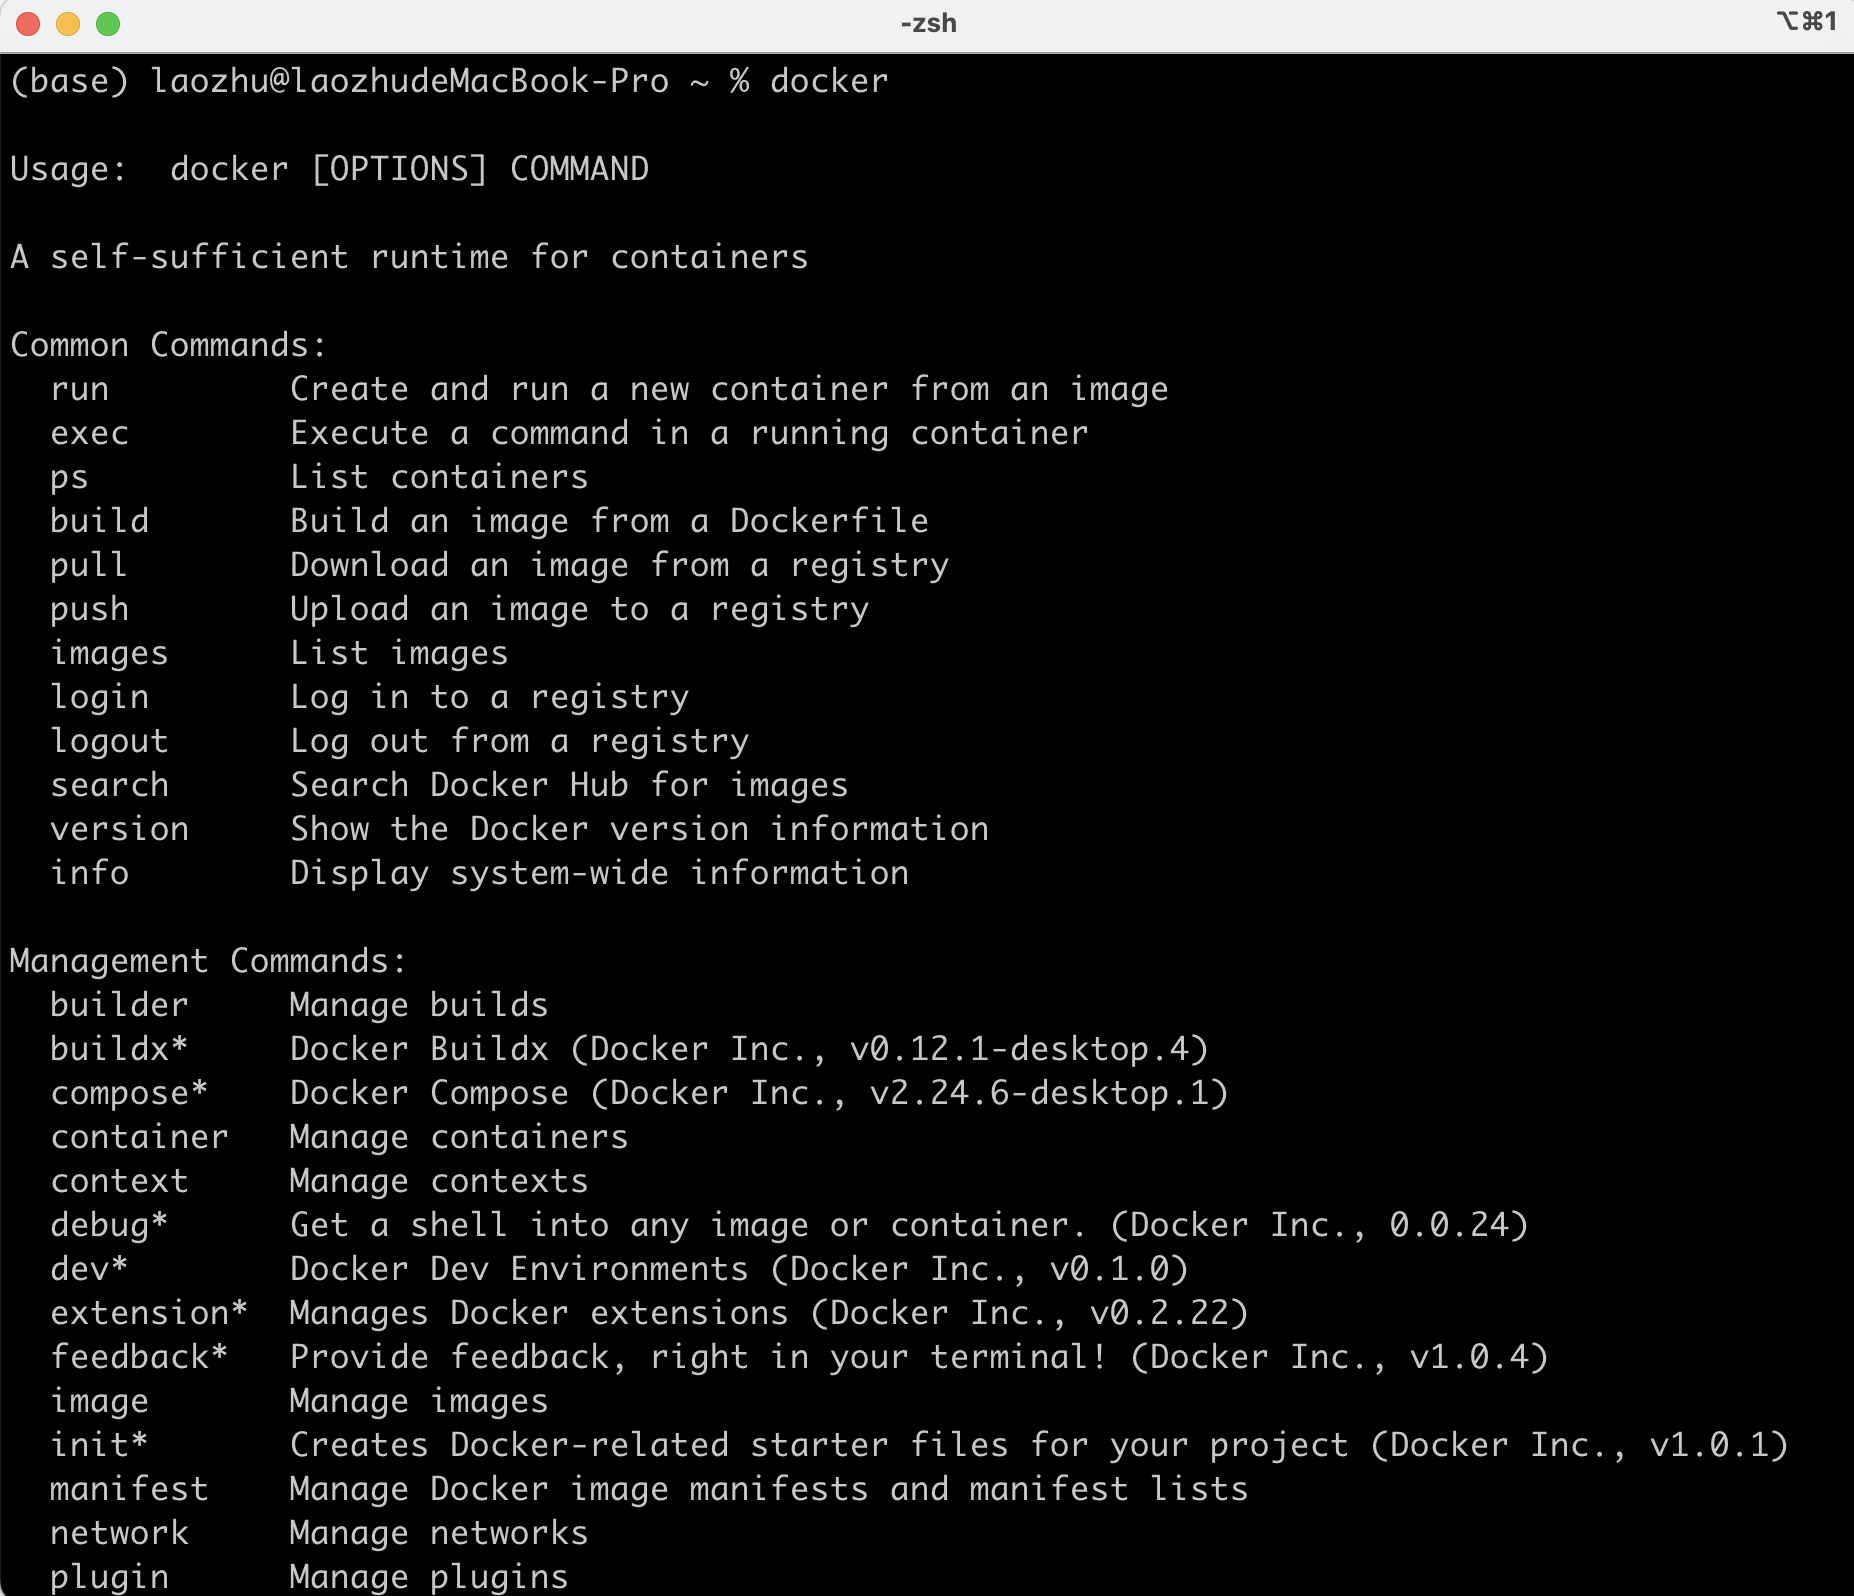 -zsh
⌥⌘1
(base) laozhu@laozhudeMacBook-Pro ~ % docker
Usage:  docker [OPTIONS] COMMAND
A self-sufficient runtime for containers
Common Commands:
  run         Create and run a new container from an image
  exec        Execute a command in a running container
  ps          List containers
  build       Build an image from a Dockerfile
  pull        Download an image from a registry
  push        Upload an image to a registry
  images      List images
  login       Log in to a registry
  logout      Log out from a registry
  search      Search Docker Hub for images
  version     Show the Docker version information
  info        Display system-wide information
Management Commands:
  builder     Manage builds
  buildx*     Docker Buildx (Docker Inc., v0.12.1-desktop.4)
  compose*    Docker Compose (Docker Inc., v2.24.6-desktop.1)
  container   Manage containers
  context     Manage contexts
  debug*      Get a shell into any image or container. (Docker Inc., 0.0.24)
  dev*        Docker Dev Environments (Docker Inc., v0.1.0)
  extension*  Manages Docker extensions (Docker Inc., v0.2.22)
  feedback*   Provide feedback, right in your terminal! (Docker Inc., v1.0.4)
  image       Manage images
  init*       Creates Docker-related starter files for your project (Docker Inc., v1.0.1)
  manifest    Manage Docker image manifests and manifest lists
  network     Manage networks
  plugin      Manage plugins